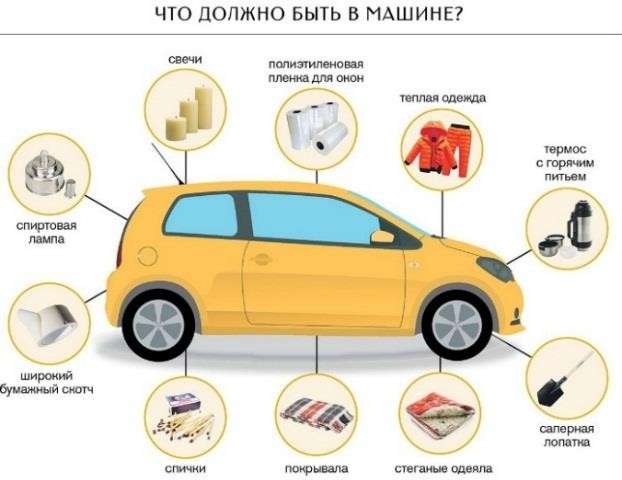 ЧТО ДОЛЖНО БЫТЬ В МАШИНЕ?
свечи
полиэтиленовая
пленка для окон
теплая одежда
термос
с горячим
питьем
спиртовая
лампа
широкий
бумажный скотч
спички
покрывала
стеганые одеяла
саперная
лопатка